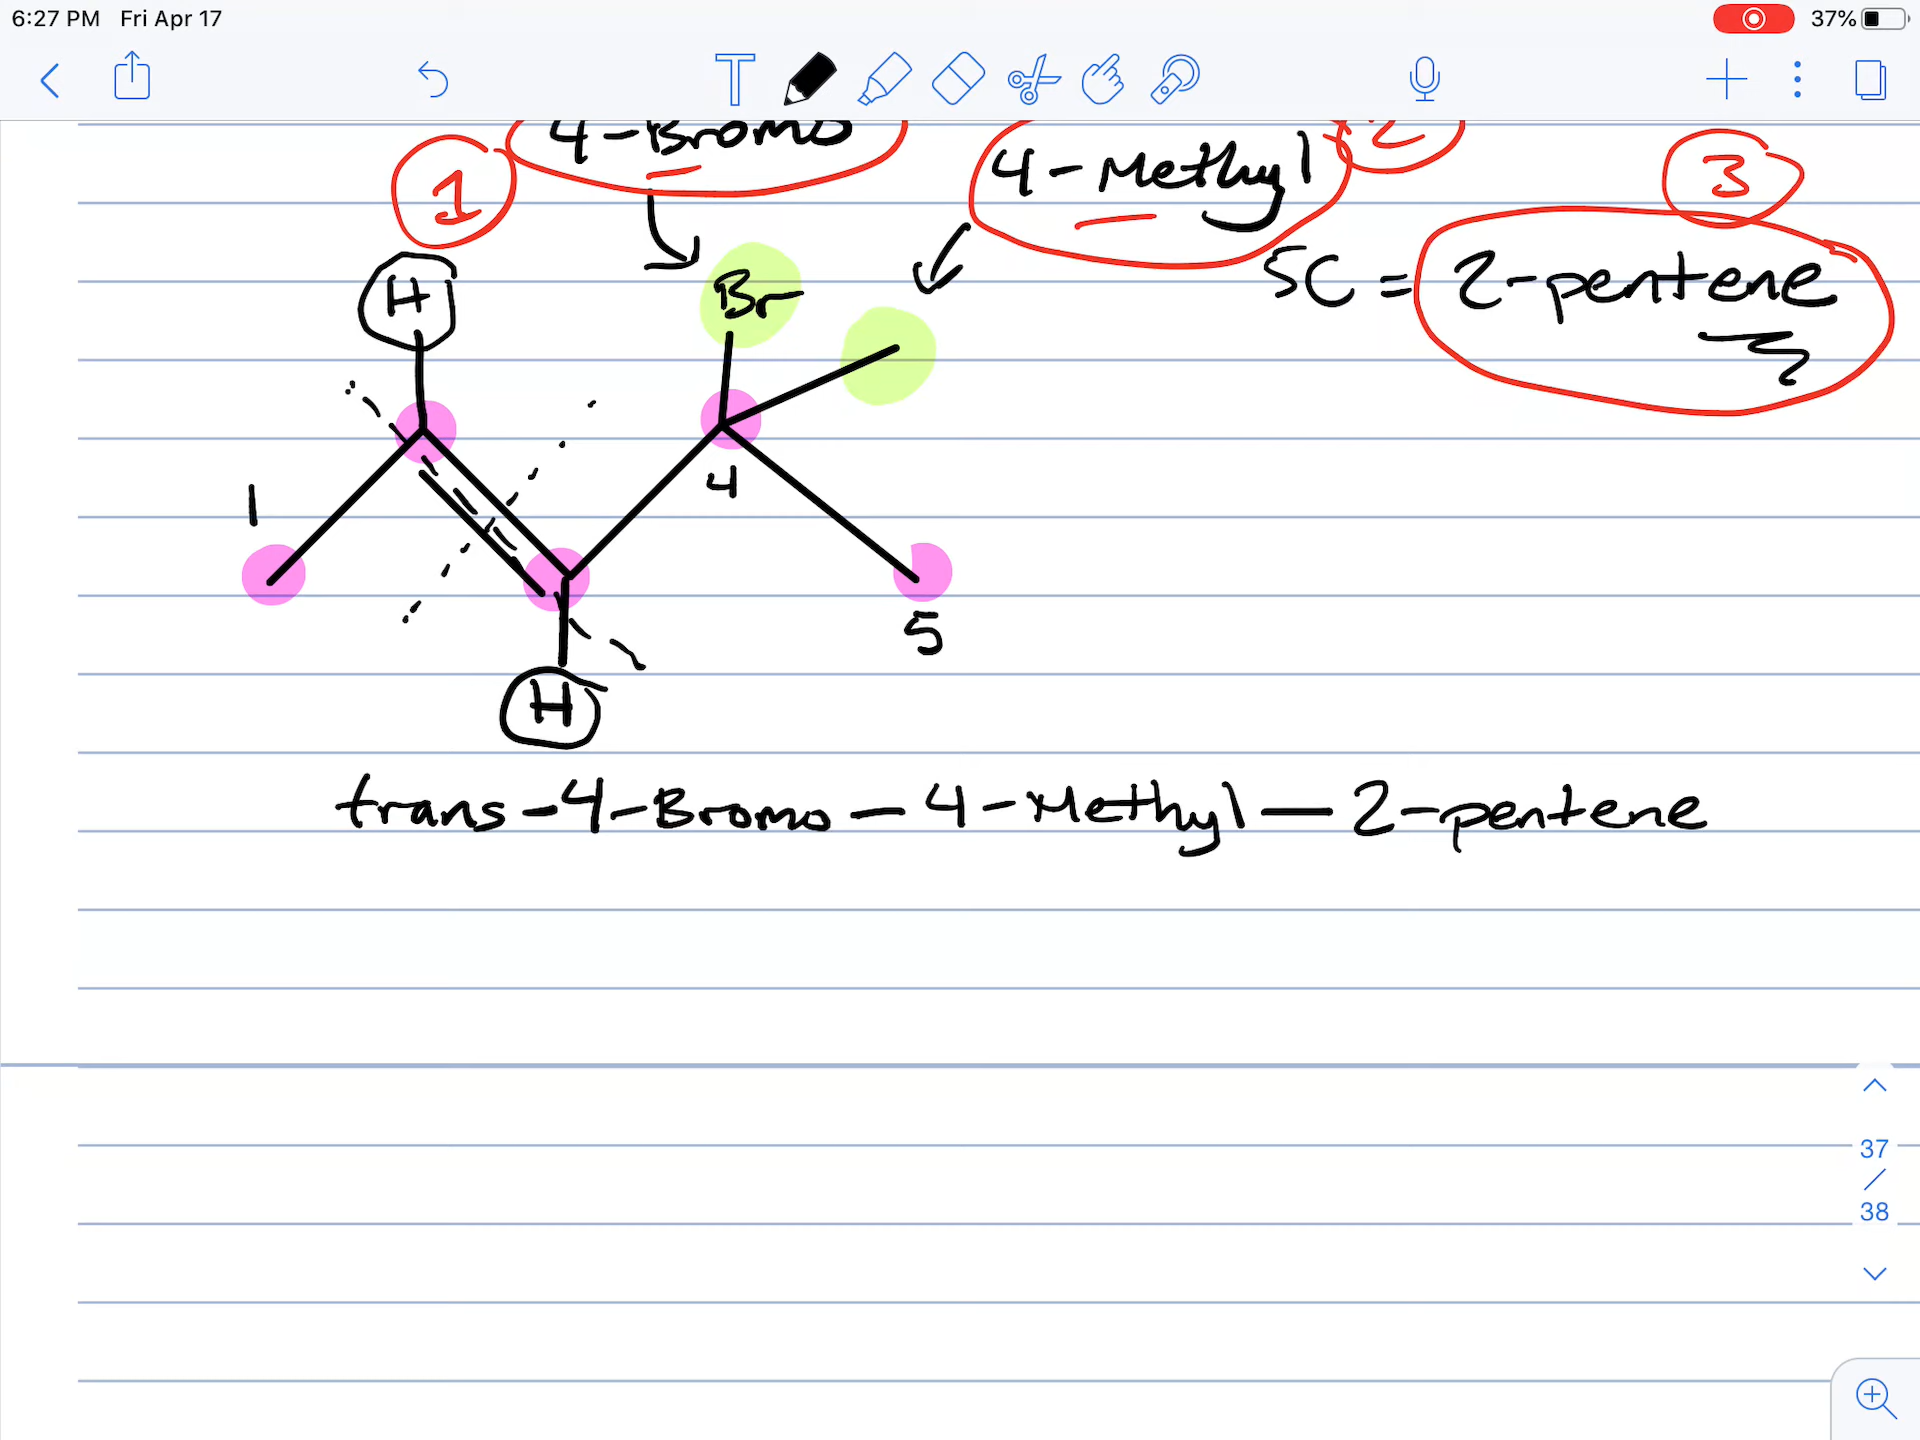 6:27 PM Fri Apr 17 37%
4-Bromo
4-Methyl
2
1
3
5C = 2-pentene
H
Br
1
4
5
H
trans-4-Bromo-4-Methyl-2-pentene
37
38